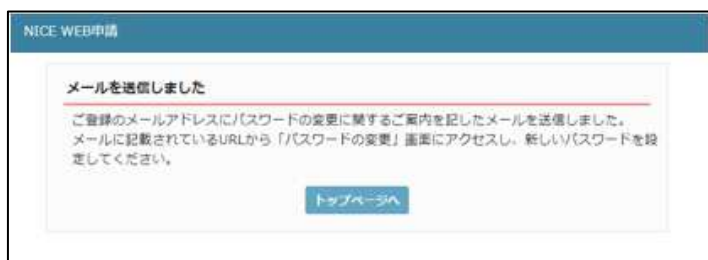 NICE WEB申請
メールを送信しました
ご登録のメールアドレスにパスワードの変更に関するご案内を記したメールを送信しました。
メールに記載されているURLから「パスワードの変更」画面にアクセスし、新しいパスワードを設
定してください。
トップページへ